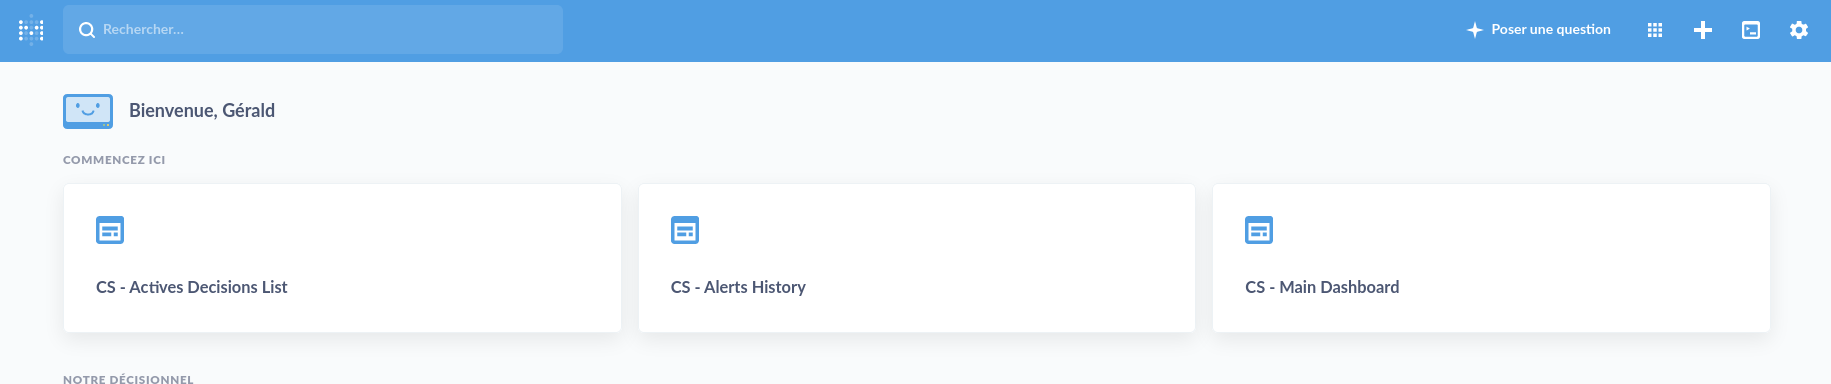 Rechercher...
Poser une question
Bienvenue, Gérald
COMMENCEZ ICI
CS - Actives Decisions List
CS - Alerts History
CS - Main Dashboard
NOTRE DÉCISIONNEL